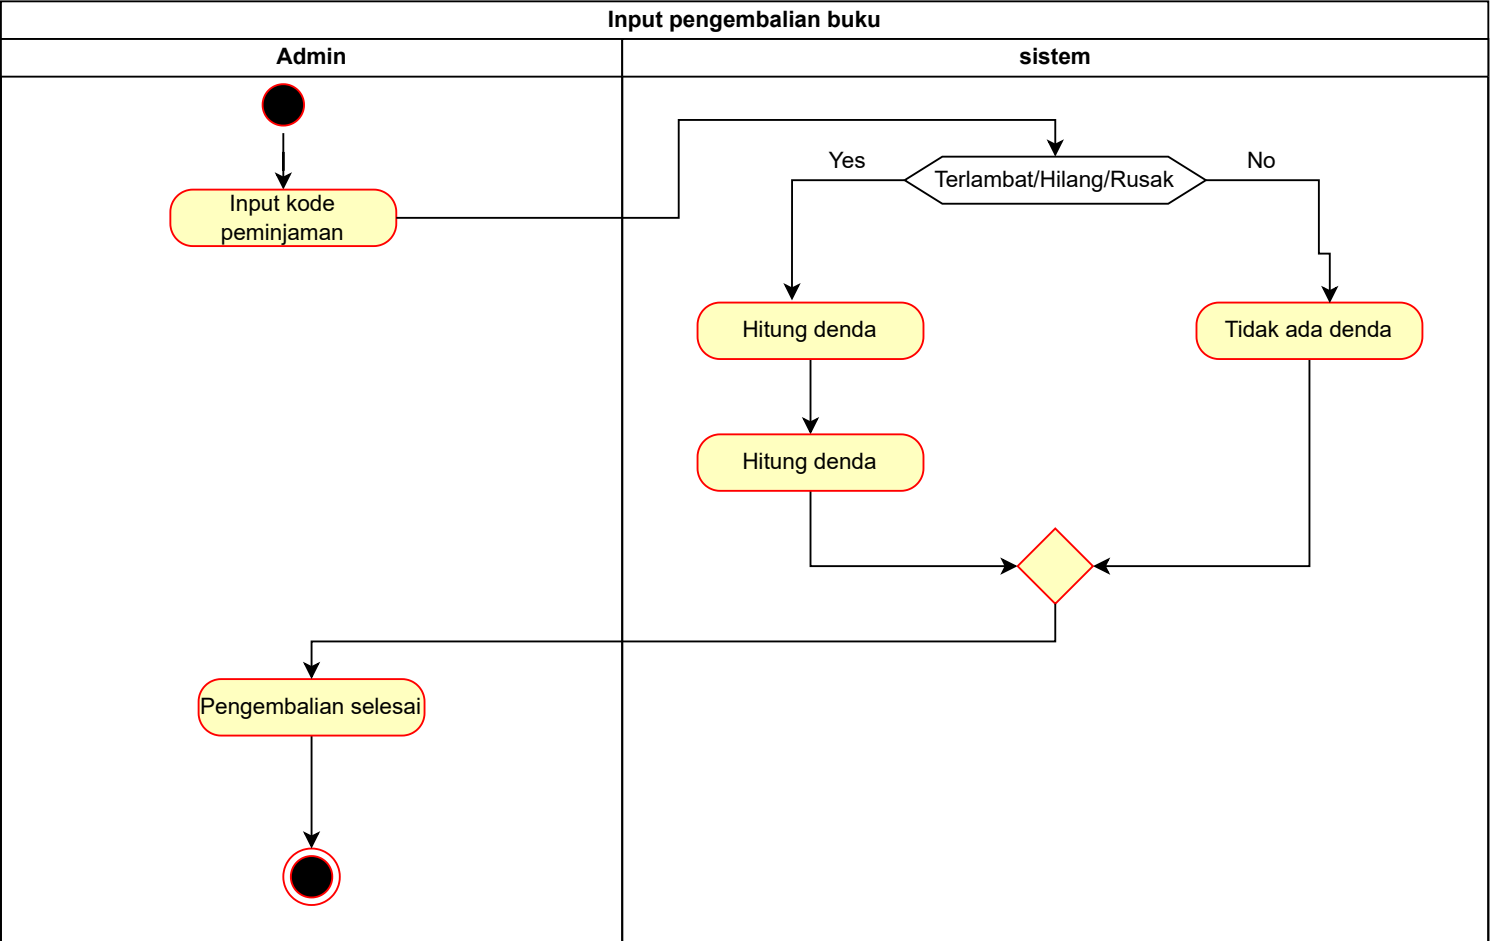 Input pengembalian buku
Admin
sistem
Input kode
peminjaman
Yes
Terlambat/Hilang/Rusak
No
Hitung denda
Tidak ada denda
Hitung denda
Pengembalian selesai